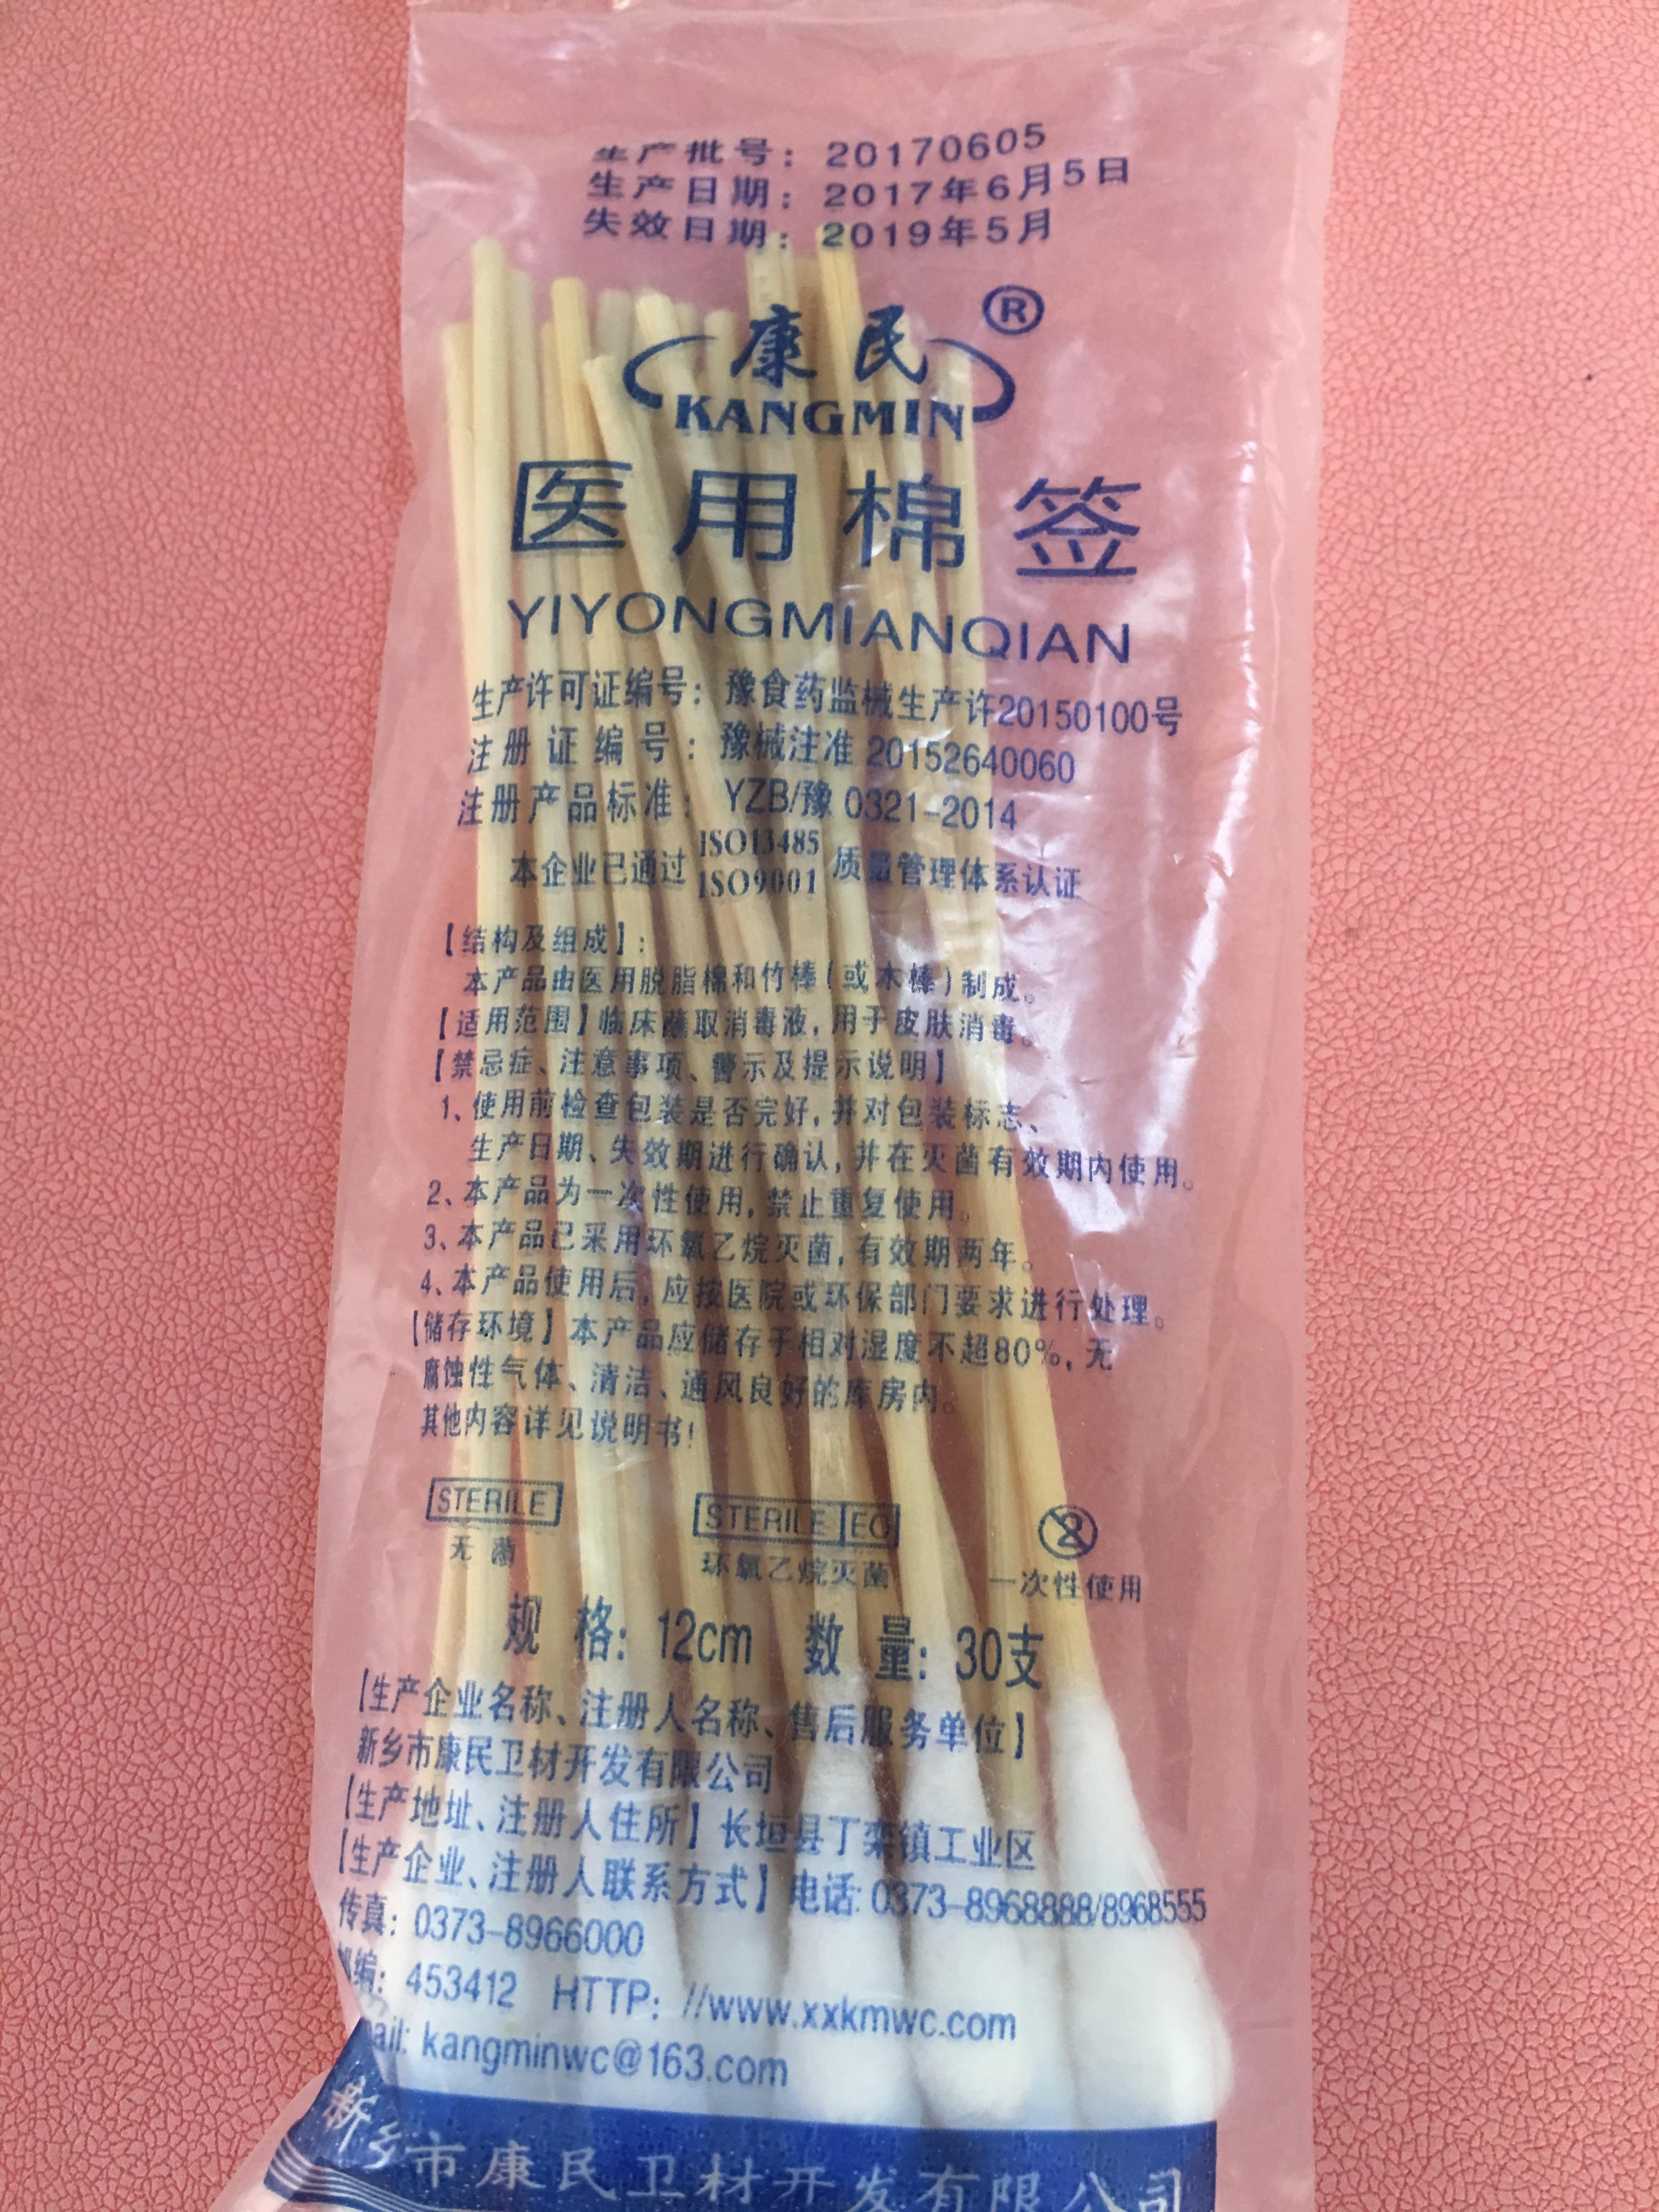 生产批号：20170605
生产日期：2017年6月5日
失效日期：2019年5月
康民®
KANGMIN
医用棉签
YIYONGMIANQIAN
生产许可证编号：豫食药监械生产许20150100号
注册证编号：豫械注准 20152640060
注册产品标准：YZB/豫 0321-2014
本企业已通过 ISO13485 ISO9001 质量管理体系认证
【结构及组成】：
本产品由医用脱脂棉和竹棒(或木棒)制成。
【适用范围】临床蘸取消毒液，用于皮肤消毒。
【禁忌症、注意事项、警示及提示说明】
1、使用前检查包装是否完好，并对包装标志、
生产日期、失效期进行确认，并在灭菌有效期内使用。
2、本产品为一次性使用，禁止重复使用。
3、本产品已采用环氧乙烷灭菌，有效期两年。
4、本产品使用后，应按医院或环保部门要求进行处理。
【储存环境】本产品应储存于相对湿度不超80%，无
腐蚀性气体、清洁、通风良好的库房内。
其他内容详见说明书！
STERILE STERILE EO 2
无菌 环氧乙烷灭菌 一次性使用
规格：12cm 数量：30支
【生产企业名称、注册人名称、售后服务单位】
新乡市康民卫材开发有限公司
【生产地址、注册人住所】长垣县丁栾镇工业区
【生产企业、注册人联系方式】电话：0373-8968888/8968555
传真：0373-8966000
邮编：453412 HTTP：//www.xxkmwc.com
ail: kangminwc@163.com
新乡市康民卫材开发有限公司